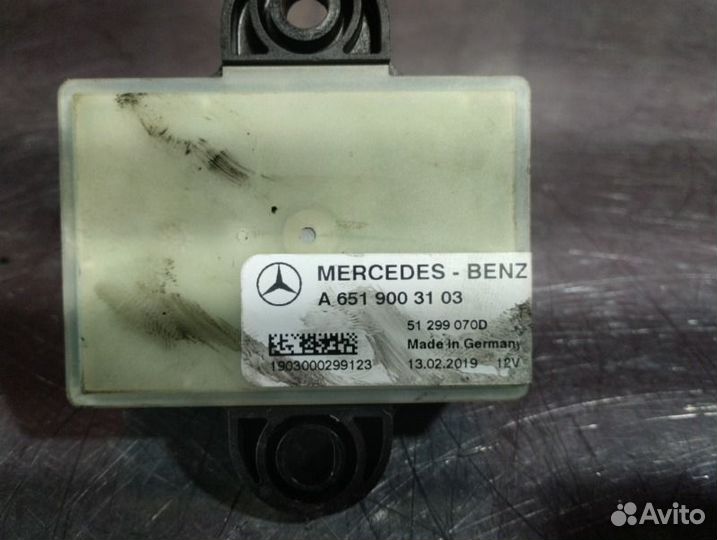 MERCEDES - BENZ
A 651 900 31 03
51 299 070D
Made in Germany
1903000299123
13.02.2019 12V
Avito